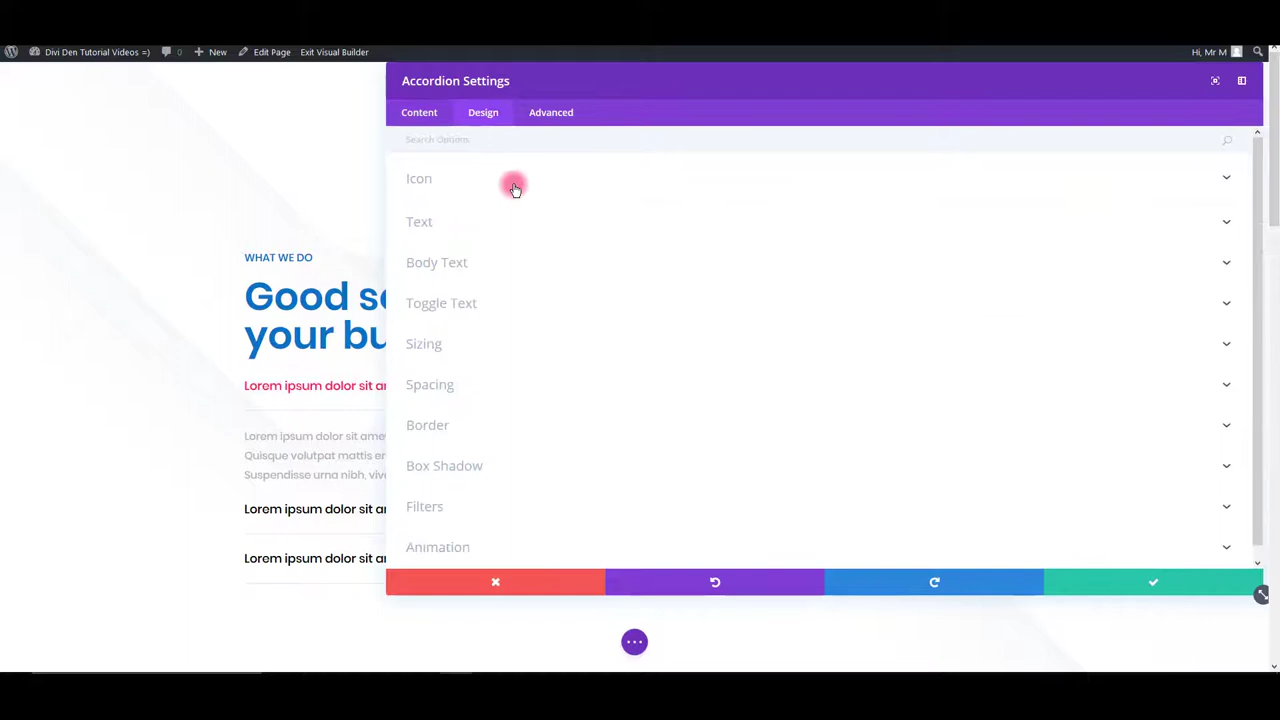 Divi Den Tutorial Videos =) 0 New Edit Page Exit Visual Builder Hi, Mr M
Accordion Settings
Content Design Advanced
Search Options
Icon
Text
Body Text
Toggle Text
Sizing
Spacing
Border
Box Shadow
Filters
Animation
WHAT WE DO
Good so
your bu
Lorem ipsum dolor sit ar
Lorem ipsum dolor sit ame
Quisque volutpat mattis er
Suspendisse urna nibh, vive
Lorem ipsum dolor sit ar
Lorem ipsum dolor sit ar